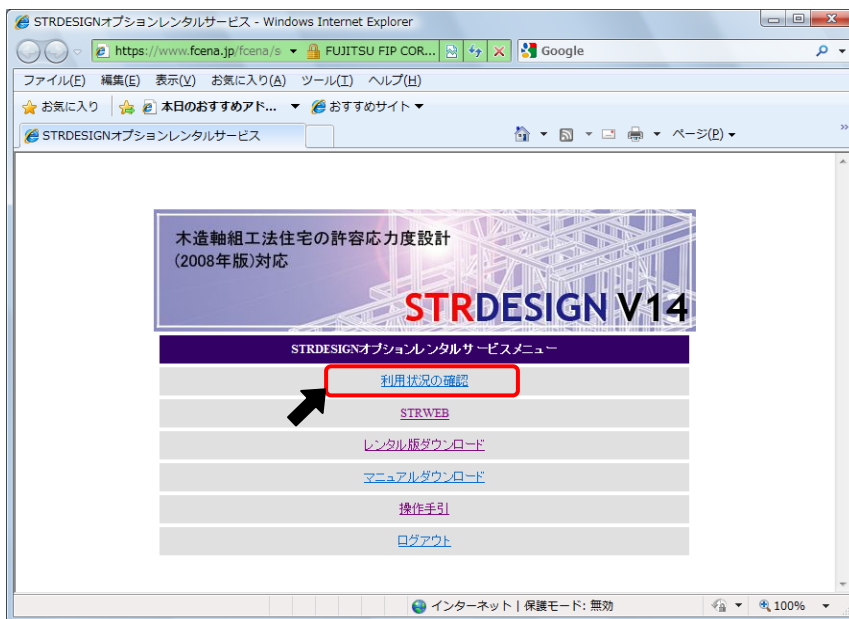 STRDESIGNオプションレンタルサービス - Windows Internet Explorer
https://www.fcena.jp/fcena/s FUJITSU FIP COR... Google
ファイル(F) 編集(E) 表示(V) お気に入り(A) ツール(T) ヘルプ(H)
お気に入り 本日のおすすめアド... おすすめサイト
STRDESIGNオプションレンタルサービス ページ(P)
木造軸組工法住宅の許容応力度設計
(2008年版)対応
STRDESIGN V14
STRDESIGNオプションレンタルサービスメニュー
利用状況の確認
STRWEB
レンタル版ダウンロード
マニュアルダウンロード
操作手引
ログアウト
インターネット | 保護モード: 無効 100%